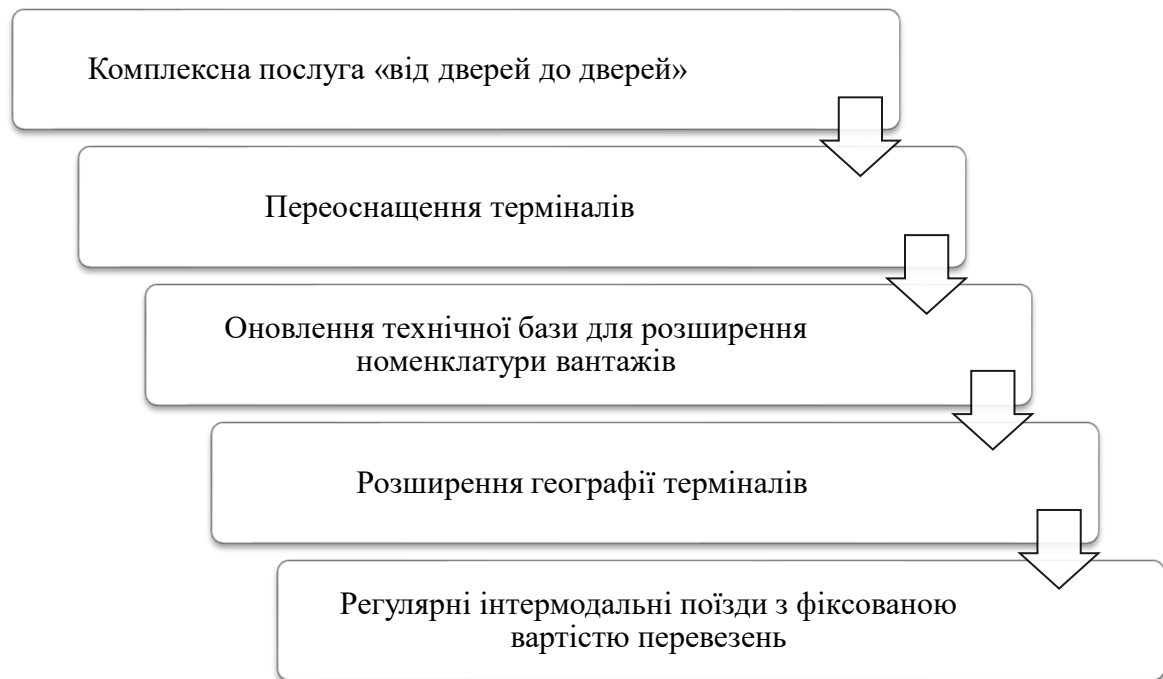 Комплексна послуга «від дверей до дверей»
Переоснащення терміналів
Оновлення технічної бази для розширення
номенклатури вантажів
Розширення географії терміналів
Регулярні інтермодальні поїзди з фіксованою
вартістю перевезень